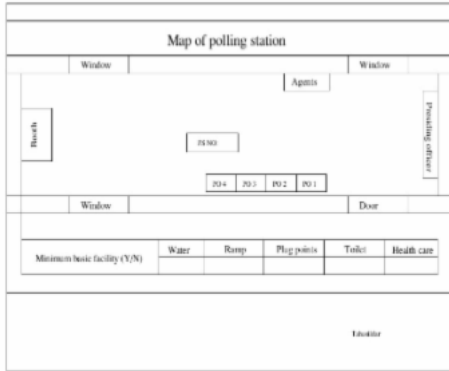 Map of polling station
Window Window
Agents
Booth
Presiding officer
PS NO:
PO 4 PO 3 PO 2 PO 1
Window Door
Minimum basic facility (Y/N) Water Ramp Plug points Toilet Health care